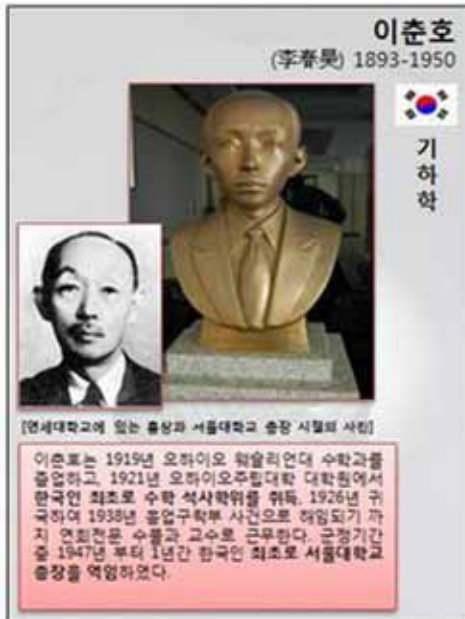 이춘호
(李春昊) 1893-1950
기하학
[연세대학교에 있는 흉상과 서울대학교 총장 시절의 사진]
이춘호는 1919년 오하이오 웨슬리언대 수학과를
졸업하고, 1921년 오하이오주립대학 대학원에서
한국인 최초로 수학 석사학위를 취득, 1926년 귀
국하여 1938년 흥업구락부 사건으로 해임되기 까
지 연희전문 수물과 교수로 근무한다. 군정기간
중 1947년 부터 1년간 한국인 최초로 서울대학교
총장을 역임하였다.